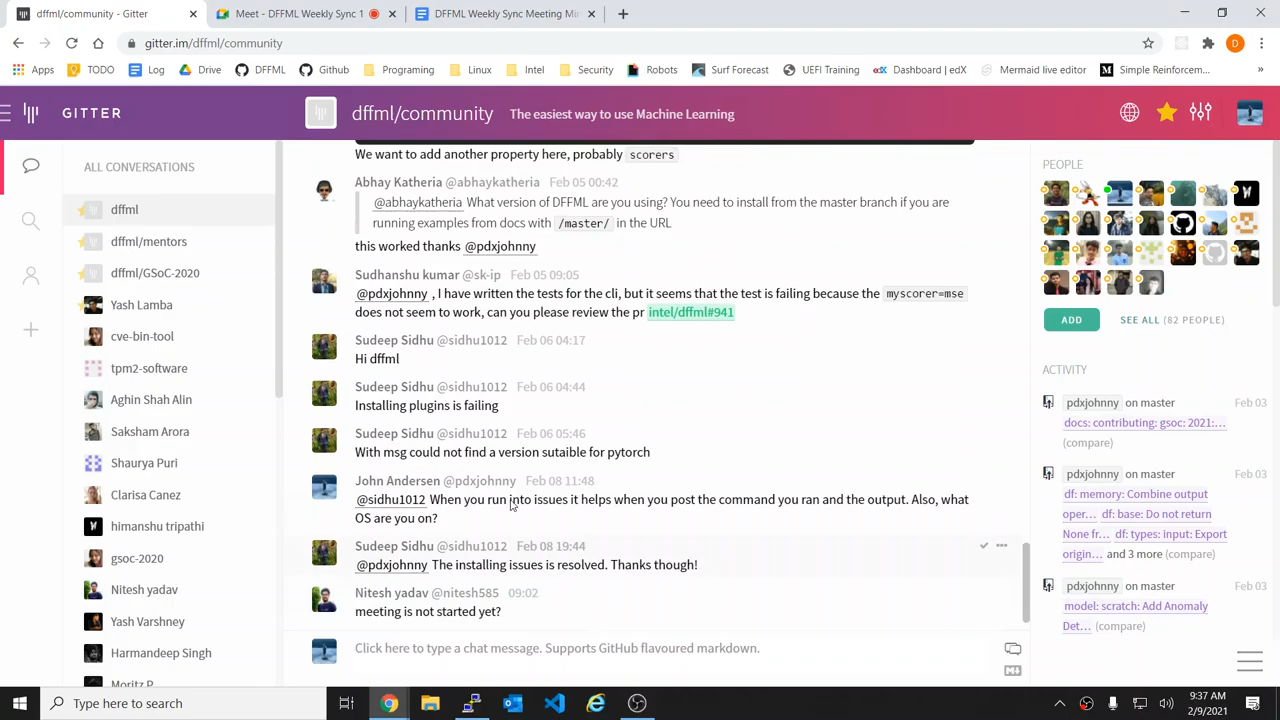 dffml/community - Gitter
Meet - DFFML Weekly Sync 1
DFFML Weekly Sync Meeting Mi
gitter.im/dffml/community
Apps
TODO
Log
Drive
DFFML
Github
Programing
Linux
Intel
Security
Robots
Surf Forecast
UEFI Training
Dashboard | edX
Mermaid live editor
Simple Reinforcem...
»
GITTER
dffml/community
The easiest way to use Machine Learning
ALL CONVERSATIONS
dffml
dffml/mentors
dffml/GSoC-2020
Yash Lamba
cve-bin-tool
tpm2-software
Aghin Shah Alin
Saksham Arora
Shaurya Puri
Clarisa Canez
himanshu tripathi
gsoc-2020
Nitesh yadav
Yash Varshney
Harmandeep Singh
Moritz P
We want to add another property here, probably scorers
Abhay Katheria @abhaykatheria Feb 05 00:42
@abhaykatheria What version of DFFML are you using? You need to install from the master branch if you are
running examples from docs with /master/ in the URL
this worked thanks @pdxjohnny
Sudhanshu kumar @sk-ip Feb 05 09:05
@pdxjohnny , I have written the tests for the cli, but it seems that the test is failing because the myscorer=mse
does not seem to work, can you please review the pr intel/dffml#941
Sudeep Sidhu @sidhu1012 Feb 06 04:17
Hi dffml
Sudeep Sidhu @sidhu1012 Feb 06 04:44
Installing plugins is failing
Sudeep Sidhu @sidhu1012 Feb 06 05:46
With msg could not find a version sutaible for pytorch
John Andersen @pdxjohnny Feb 08 11:48
@sidhu1012 When you run into issues it helps when you post the command you ran and the output. Also, what
OS are you on?
Sudeep Sidhu @sidhu1012 Feb 08 19:44
@pdxjohnny The installing issues is resolved. Thanks though!
Nitesh yadav @nitesh585 09:02
meeting is not started yet?
Click here to type a chat message. Supports GitHub flavoured markdown.
PEOPLE
ADD
SEE ALL (82 PEOPLE)
ACTIVITY
pdxjohnny on master Feb 03
docs: contributing: gsoc: 2021:...
(compare)
pdxjohnny on master Feb 03
df: memory: Combine output
oper... df: base: Do not return
None fr... df: types: input: Export
origin... and 3 more (compare)
pdxjohnny on master Feb 03
model: scratch: Add Anomaly
Det... (compare)
Type here to search
9:37 AM
2/9/2021